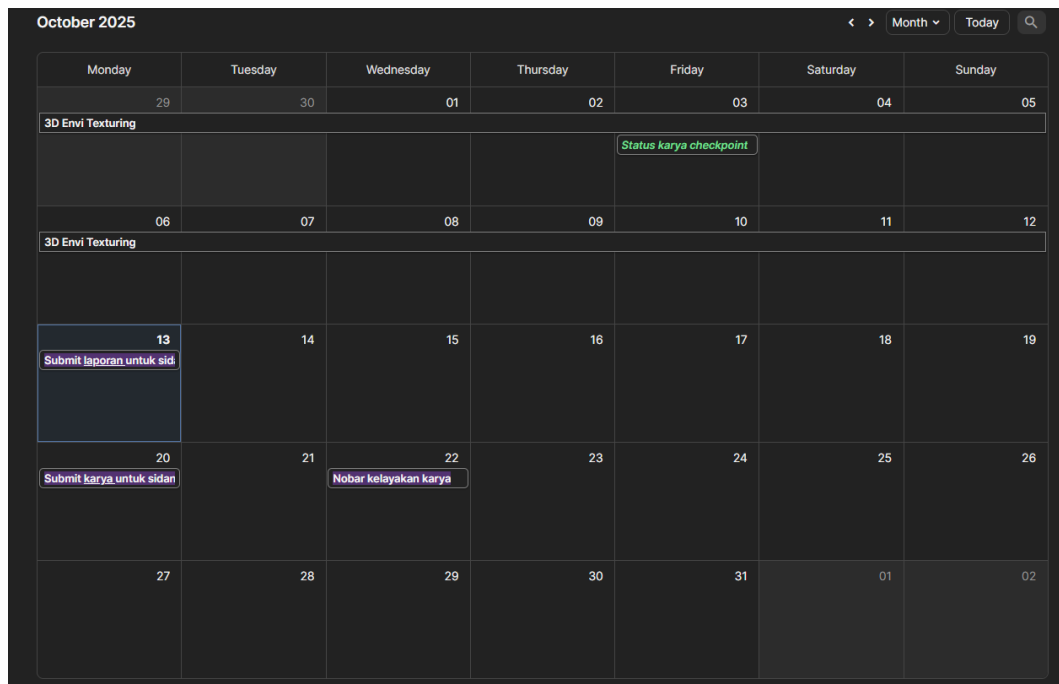 October 2025
Month
Today
Monday Tuesday Wednesday Thursday Friday Saturday Sunday
29 30 01 02 03 04 05
3D Envi Texturing
Status karya checkpoint
06 07 08 09 10 11 12
3D Envi Texturing
13 14 15 16 17 18 19
Submit laporan untuk sid
20 21 22 23 24 25 26
Submit karya untuk sidan
Nobar kelayakan karya
27 28 29 30 31 01 02